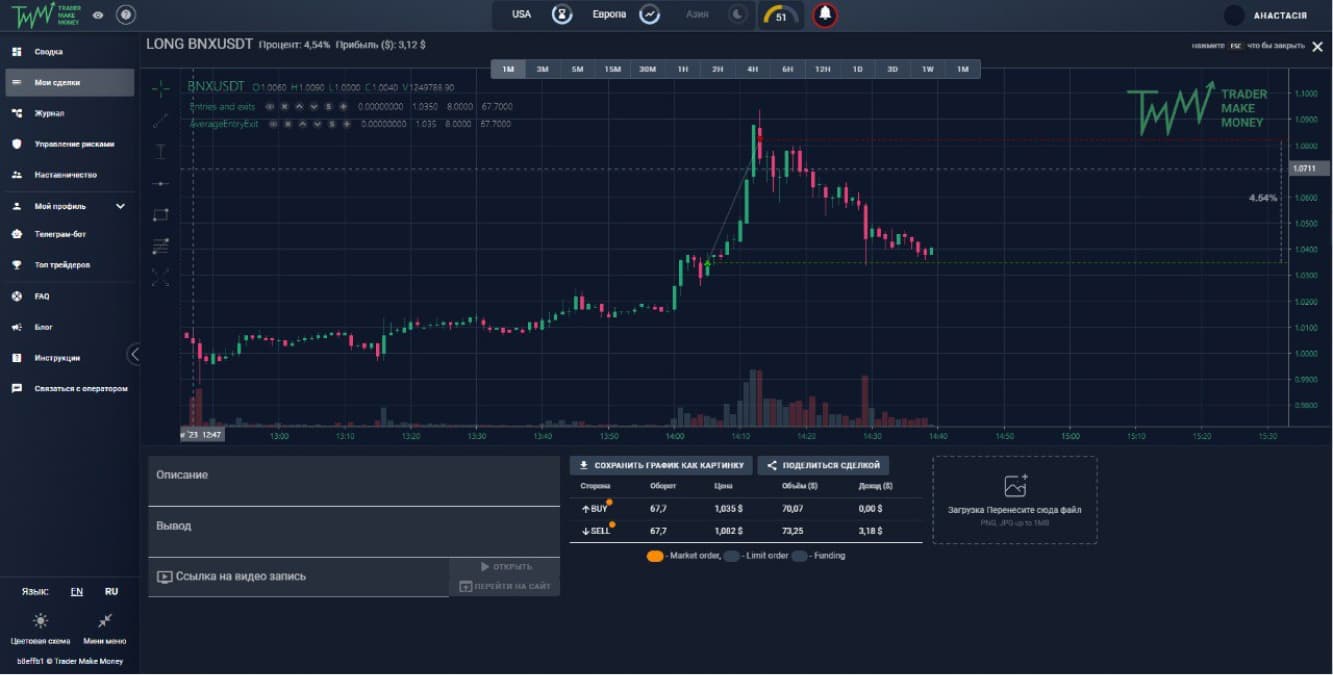 TRADER
MAKE
MONEY
USA
Европа
Азия
51
АНАСТАСІЯ
LONG BNXUSDT Процент: 4,54% Прибыль ($): 3,12 $
нажмите ESC что бы закрыть
1M 3M 5M 15M 30M 1H 2H 4H 6H 12H 1D 3D 1W 1M
Сводка
Мои сделки
Журнал
Управление рисками
Наставничество
Мой профиль
Телеграм-бот
Топ трейдеров
FAQ
Блог
Инструкции
Связаться с оператором
Язык: EN RU
Цветовая схема Мини меню
b8effb1 © Trader Make Money
BNXUSDT O1.0060 H1.0090 L1.0000 C1.0040 V1249788.90
Entries and exits 0.00000000 1.0350 8.0000 67.7000
AverageEntryExit 0.00000000 1.035 8.0000 67.7000
TRADER
MAKE
MONEY
1.1000
1.0900
1.0800
1.0711
1.0600
4.54%
1.0500
1.0400
1.0300
1.0200
1.0100
1.0000
0.9900
0.9800
'23 12:47 13:00 13:10 13:20 13:30 13:40 13:50 14:00 14:10 14:20 14:30 14:40 14:50 15:00 15:10 15:20 15:30
Описание
Вывод
Ссылка на видео запись
ОТКРЫТЬ
ПЕРЕЙТИ НА САЙТ
СОХРАНИТЬ ГРАФИК КАК КАРТИНКУ
ПОДЕЛИТЬСЯ СДЕЛКОЙ
Сторона Оборот Цена Объём ($) Доход ($)
BUY 67,7 1,035 $ 70,07 0,00 $
SELL 67,7 1,082 $ 73,25 3,18 $
- Market order, - Limit order - Funding
Загрузка Перенесите сюда файл
PNG, JPG up to 1MB